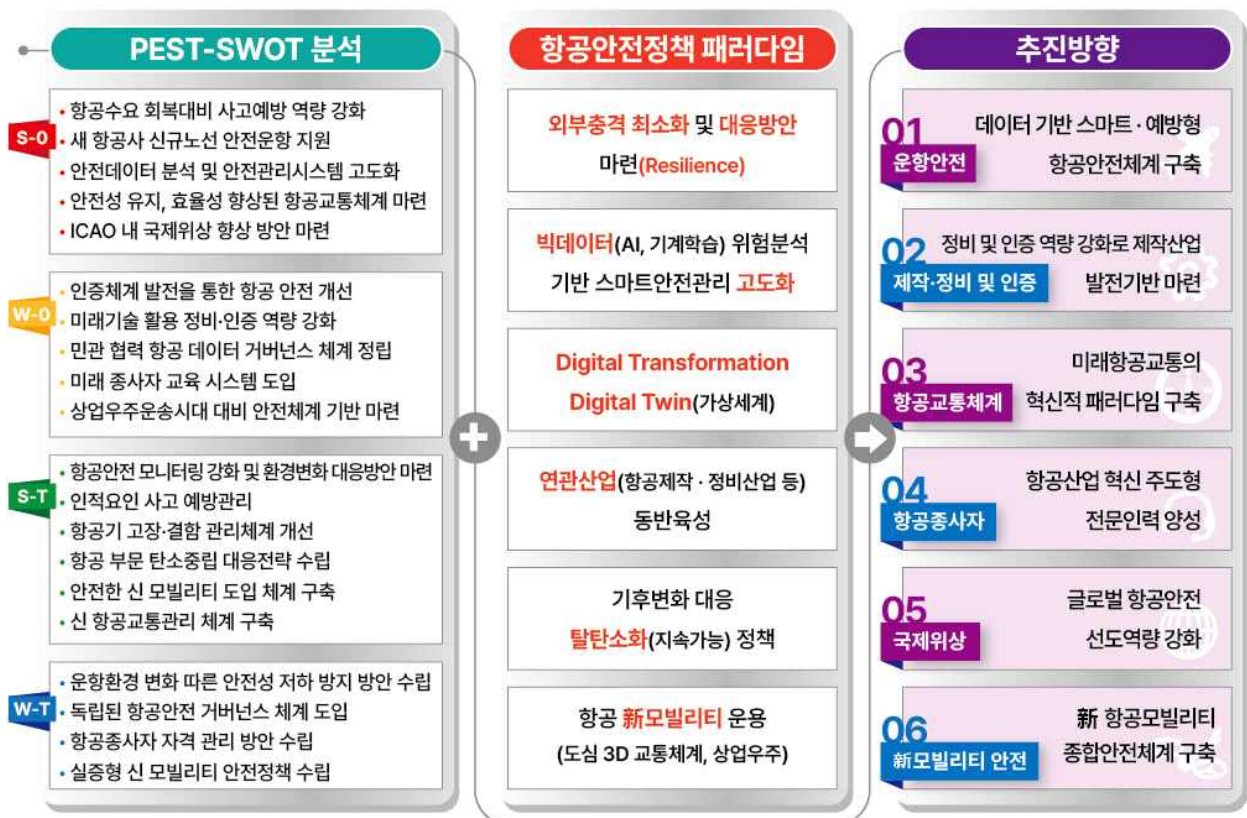 PEST-SWOT 분석
S-O
• 항공수요 회복대비 사고예방 역량 강화
• 새 항공사 신규노선 안전운항 지원
• 안전데이터 분석 및 안전관리시스템 고도화
• 안전성 유지, 효율성 향상된 항공교통체계 마련
• ICAO 내 국제위상 향상 방안 마련
W-O
• 인증체계 발전을 통한 항공 안전 개선
• 미래기술 활용 정비·인증 역량 강화
• 민관 협력 항공 데이터 거버넌스 체계 정립
• 미래 종사자 교육 시스템 도입
• 상업우주운송시대 대비 안전체계 기반 마련
S-T
• 항공안전 모니터링 강화 및 환경변화 대응방안 마련
• 인적요인 사고 예방관리
• 항공기 고장·결함 관리체계 개선
• 항공 부문 탄소중립 대응전략 수립
• 안전한 신 모빌리티 도입 체계 구축
• 신 항공교통관리 체계 구축
W-T
• 운항환경 변화 따른 안전성 저하 방지 방안 수립
• 독립된 항공안전 거버넌스 체계 도입
• 항공종사자 자격 관리 방안 수립
• 실증형 신 모빌리티 안전정책 수립
항공안전정책 패러다임
외부충격 최소화 및 대응방안
마련(Resilience)
빅데이터(AI, 기계학습) 위험분석
기반 스마트안전관리 고도화
Digital Transformation
Digital Twin(가상세계)
연관산업(항공제작 · 정비산업 등)
동반육성
기후변화 대응
탈탄소화(지속가능) 정책
항공 新모빌리티 운용
(도심 3D 교통체계, 상업우주)
추진방향
01
운항안전
데이터 기반 스마트 · 예방형
항공안전체계 구축
02
제작·정비 및 인증
정비 및 인증 역량 강화로 제작산업
발전기반 마련
03
항공교통체계
미래항공교통의
혁신적 패러다임 구축
04
항공종사자
항공산업 혁신 주도형
전문인력 양성
05
국제위상
글로벌 항공안전
선도역량 강화
06
新모빌리티 안전
新 항공모빌리티
종합안전체계 구축